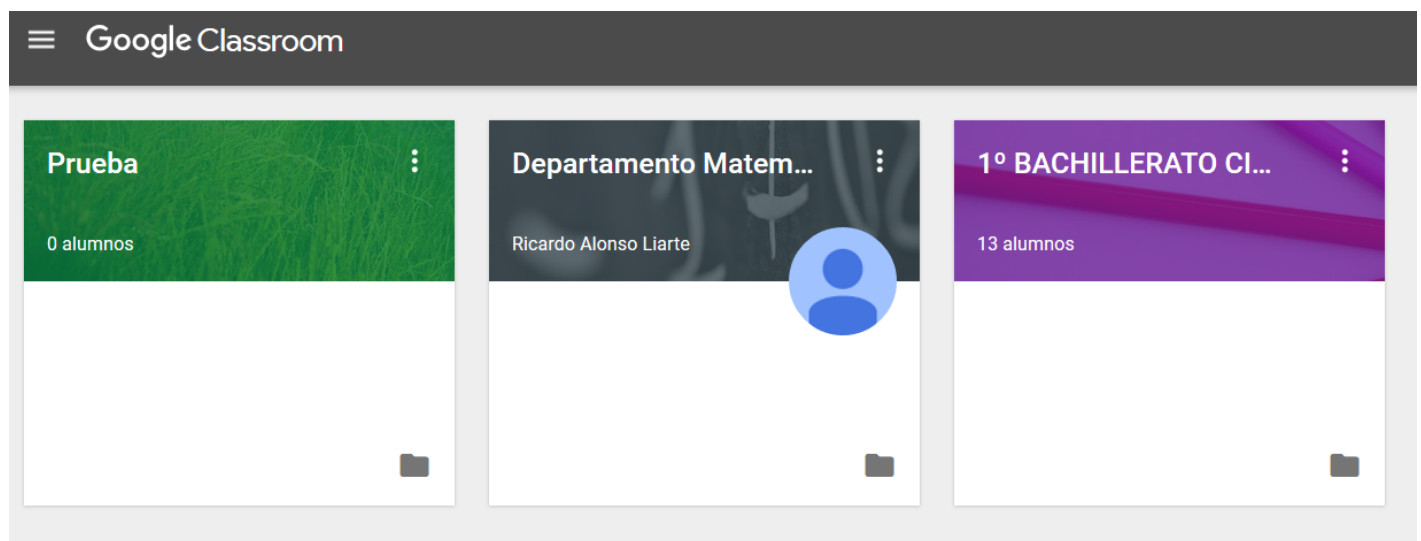 Google Classroom
Prueba
0 alumnos
Departamento Matem...
Ricardo Alonso Liarte
1º BACHILLERATO CI...
13 alumnos